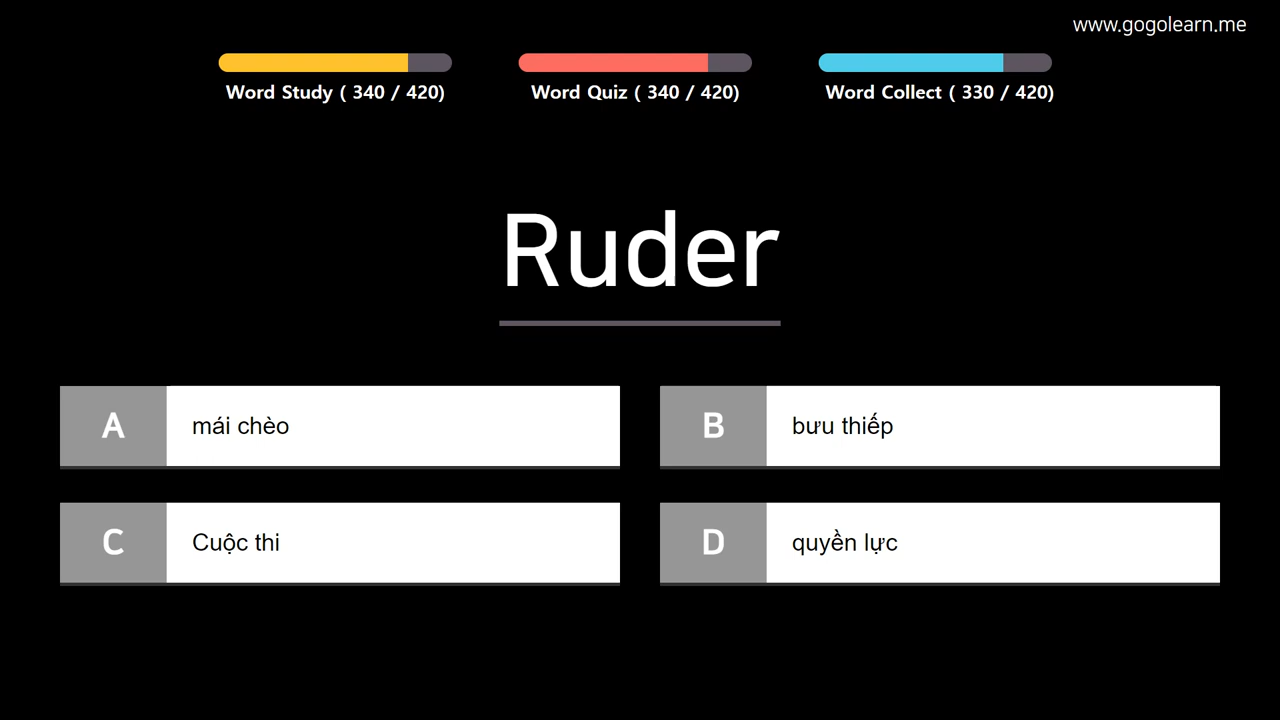 www.gogolearn.me
Word Study ( 340 / 420)
Word Quiz ( 340 / 420)
Word Collect ( 330 / 420)
Ruder
A mái chèo
B bưu thiếp
C Cuộc thi
D quyền lực